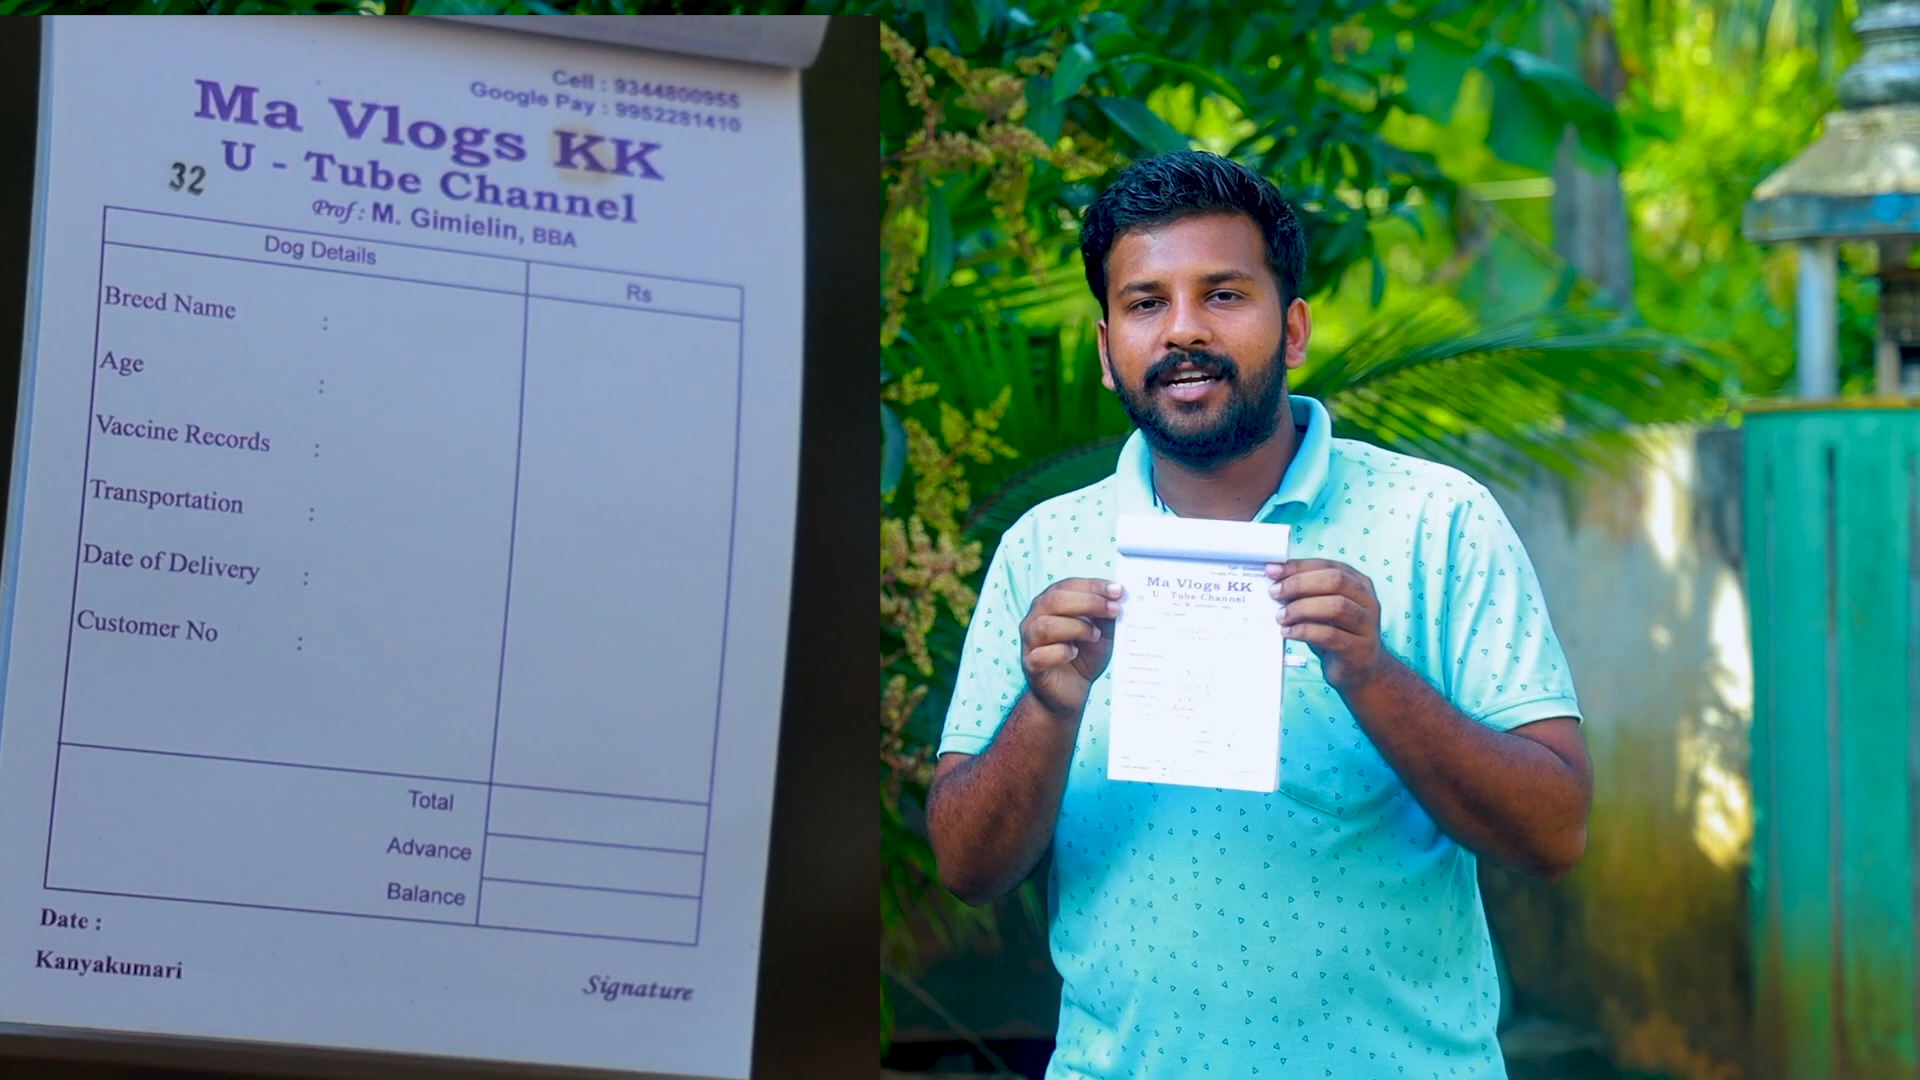 Cell : 9344800955
Google Pay : 9952281410
Ma Vlogs KK
U - Tube Channel
32
Prof : M. Gimielin, BBA
Dog Details
Rs
Breed Name :
Age :
Vaccine Records :
Transportation :
Date of Delivery :
Customer No :
Total
Advance
Balance
Date :
Kanyakumari
Signature
Ma Vlogs KK
U - Tube Channel